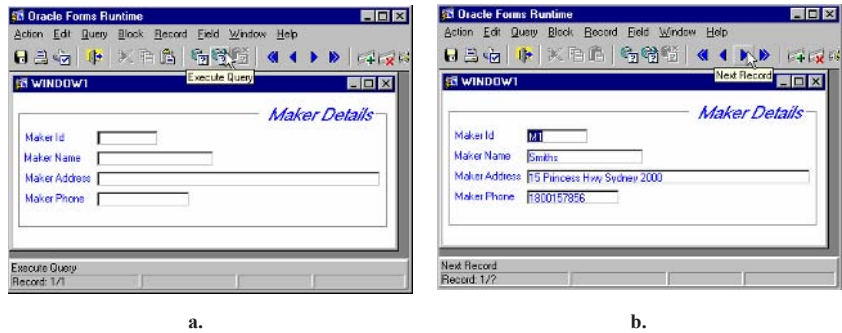 Oracle Forms Runtime
Action Edit Query Block Record Field Window Help
Execute Query
WINDOW1
Maker Details
Maker Id
Maker Name
Maker Address
Maker Phone
Execute Query
Record: 1/1
a.
Oracle Forms Runtime
Action Edit Query Block Record Field Window Help
Next Record
WINDOW1
Maker Details
Maker Id M1
Maker Name Smiths
Maker Address 15 Princess Hwy Sydney 2000
Maker Phone 1800157856
Next Record
Record: 1/?
b.